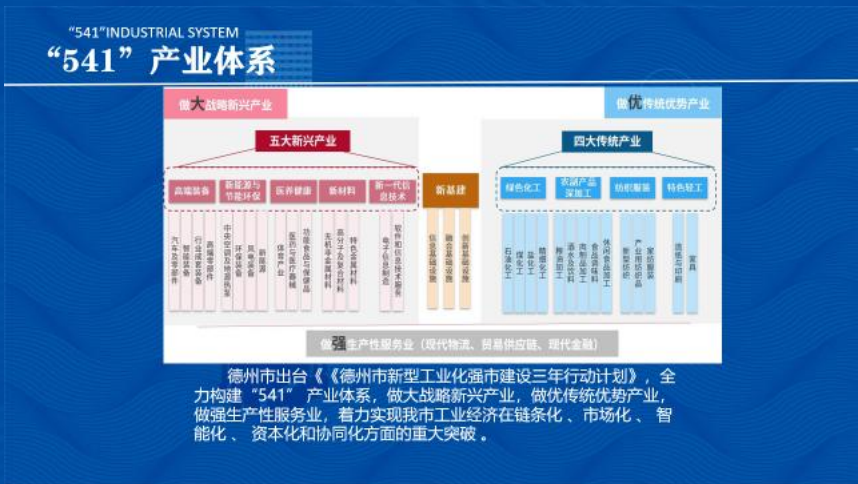 “541”INDUSTRIAL SYSTEM
“541”产业体系
做大战略新兴产业
做优传统优势产业
五大新兴产业
四大传统产业
高端装备
新能源与节能环保
医养健康
新材料
新一代信息技术
新基建
绿色化工
农副产品深加工
纺织服装
特色轻工
汽车及零部件
智能装备
行业成套装备
高端零部件
中央空调及地源热泵
环保装备
风电装备
新能源
体育产业
医药与医疗器械
功能食品与保健品
无机非金属材料
高分子及复合材料
特色金属材料
电子信息制造
软件和信息技术服务
信息基础设施
融合基础设施
创新基础设施
石油化工
煤化工
盐化工
精细化工
粮油加工
酒水及饮料
肉制品加工
食品调味料
休闲食品加工
新型纺织
产业用纺织品
家纺服装
造纸与印刷
家具
做强生产性服务业（现代物流、贸易供应链、现代金融）
德州市出台《《德州市新型工业化强市建设三年行动计划》，全
力构建“541” 产业体系，做大战略新兴产业，做优传统优势产业，
做强生产性服务业，着力实现我市工业经济在链条化 、市场化 、 智
能化 、 资本化和协同化方面的重大突破 。